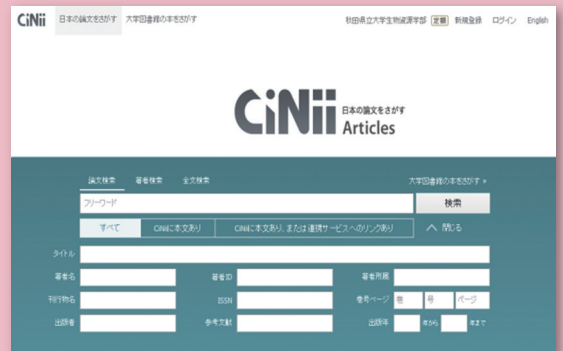 CiNii 日本の論文をさがす 大学図書館の本をさがす 秋田県立大学生物資源学部 定額 新規登録 ログイン English
CiNii 日本の論文をさがす
Articles
論文検索 著者検索 全文検索 大学図書館の本をさがす »
フリーワード 検索
すべて CiNiiに本文あり CiNiiに本文あり、または連携サービスへのリンクあり ヘ 閉じる
タイトル
著者名 著者ID 著者所属
刊行物名 ISSN 巻号ページ 巻 号 ページ
出版者 参考文献 出版年 年から 年まで